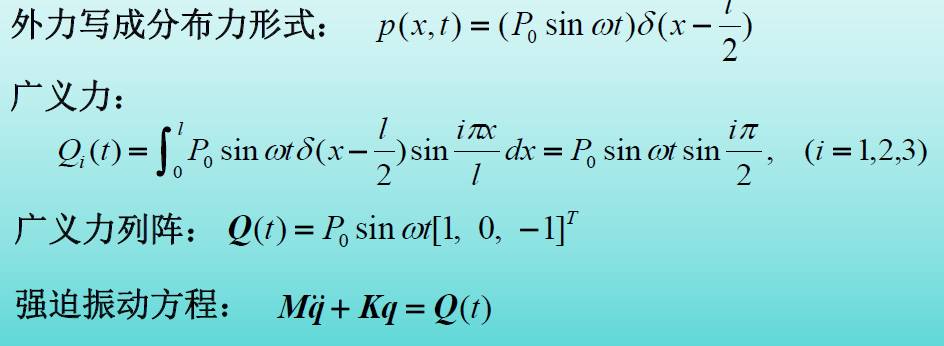 外力写成分布力形式： p(x,t) = (P₀ sin ωt)δ(x − l/2)
广义力：
Qᵢ(t) = ∫₀ˡ P₀ sin ωt δ(x − l/2) sin iπx/l dx = P₀ sin ωt sin iπ/2, (i = 1,2,3)
广义力列阵： Q(t) = P₀ sin ωt[1, 0, −1]ᵀ
强迫振动方程： Mq̈ + Kq = Q(t)